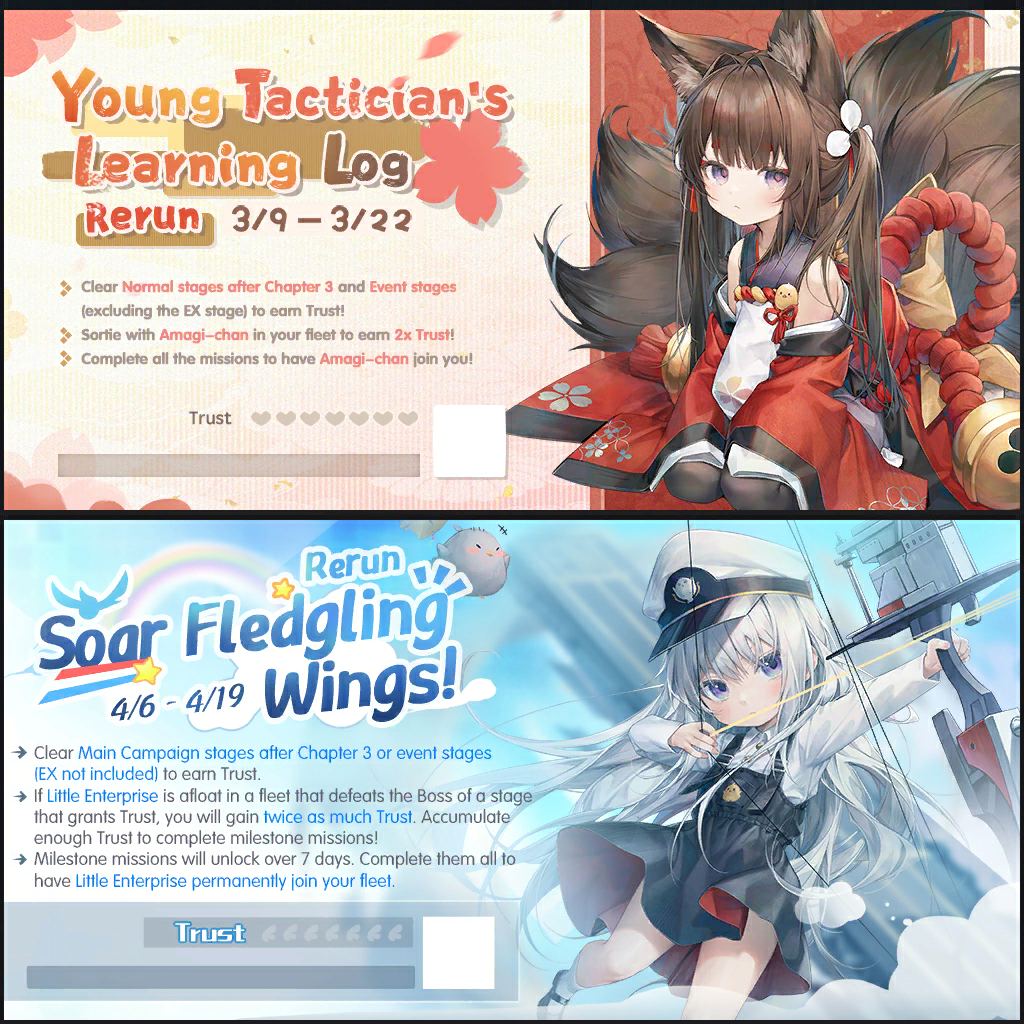 Young Tactician's
Learning Log
Rerun 3/9 — 3/22
Clear Normal stages after Chapter 3 and Event stages
(excluding the EX stage) to earn Trust!
Sortie with Amagi-chan in your fleet to earn 2x Trust!
Complete all the missions to have Amagi-chan join you!
Trust
Rerun
Soar Fledgling
Wings!
4/6 - 4/19
Clear Main Campaign stages after Chapter 3 or event stages
(EX not included) to earn Trust.
If Little Enterprise is afloat in a fleet that defeats the Boss of a stage
that grants Trust, you will gain twice as much Trust. Accumulate
enough Trust to complete milestone missions!
Milestone missions will unlock over 7 days. Complete them all to
have Little Enterprise permanently join your fleet.
Trust